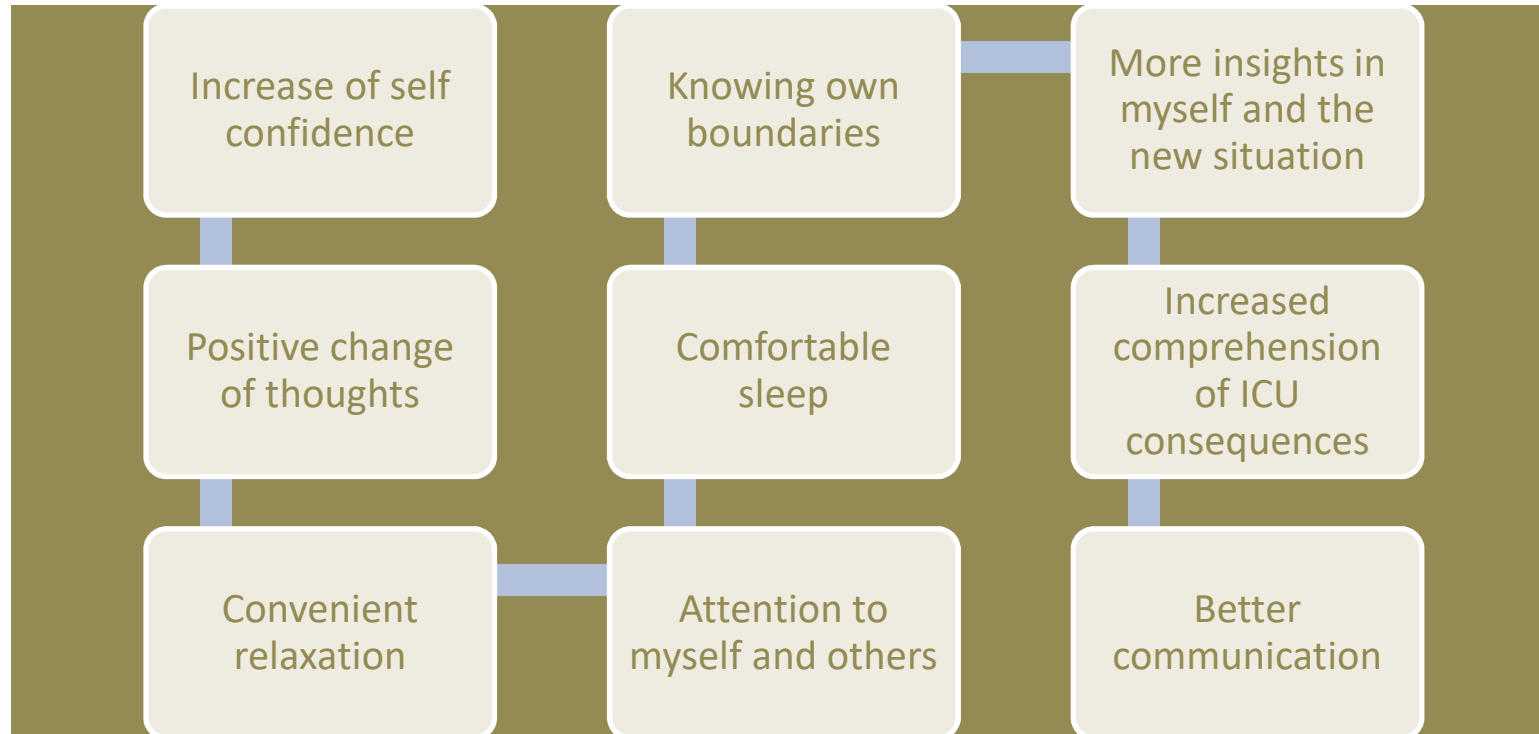 Increase of self
confidence
Positive change
of thoughts
Convenient
relaxation
Attention to
myself and others
Comfortable
sleep
Knowing own
boundaries
More insights in
myself and the
new situation
Increased
comprehension
of ICU
consequences
Better
communication